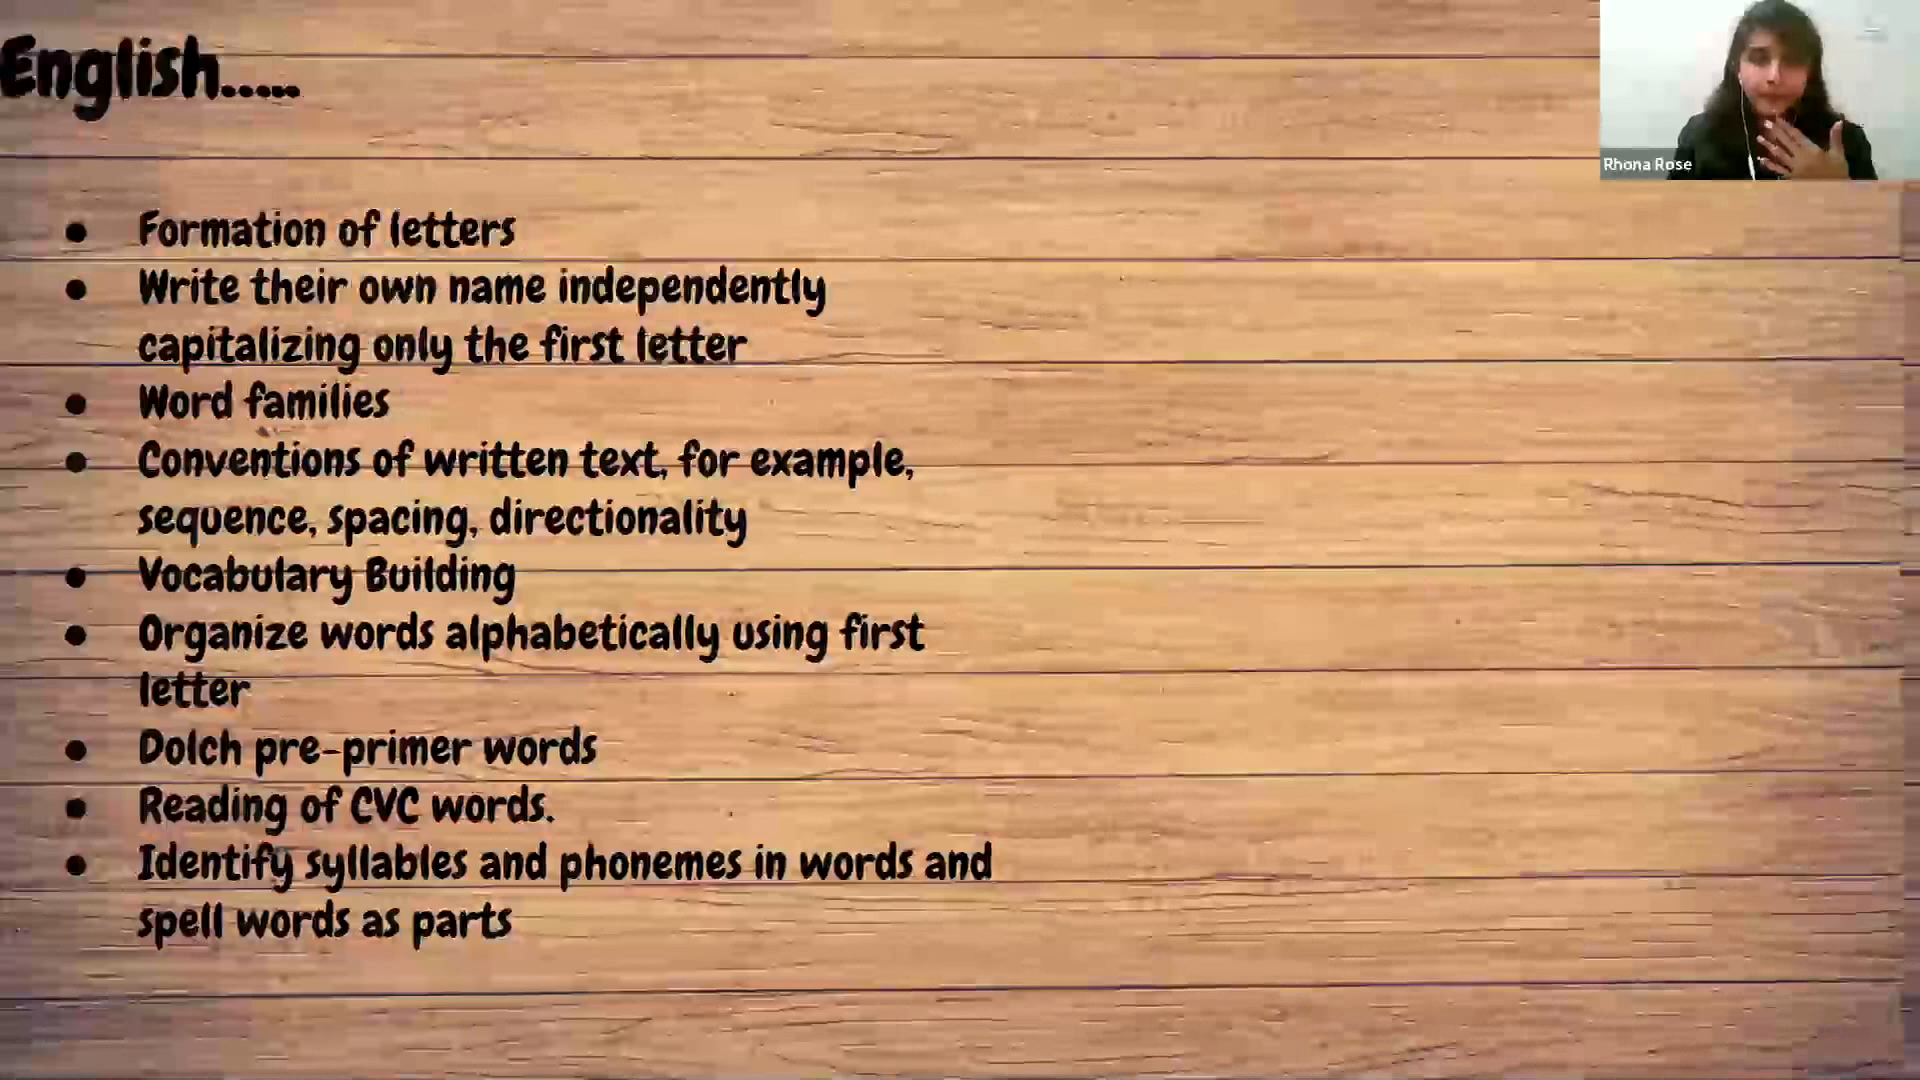 English.....
Rhona Rose
• Formation of letters
• Write their own name independently
capitalizing only the first letter
• Word families
• Conventions of written text, for example,
sequence, spacing, directionality
• Vocabulary Building
• Organize words alphabetically using first
letter
• Dolch pre-primer words
• Reading of CVC words.
• Identify syllables and phonemes in words and
spell words as parts